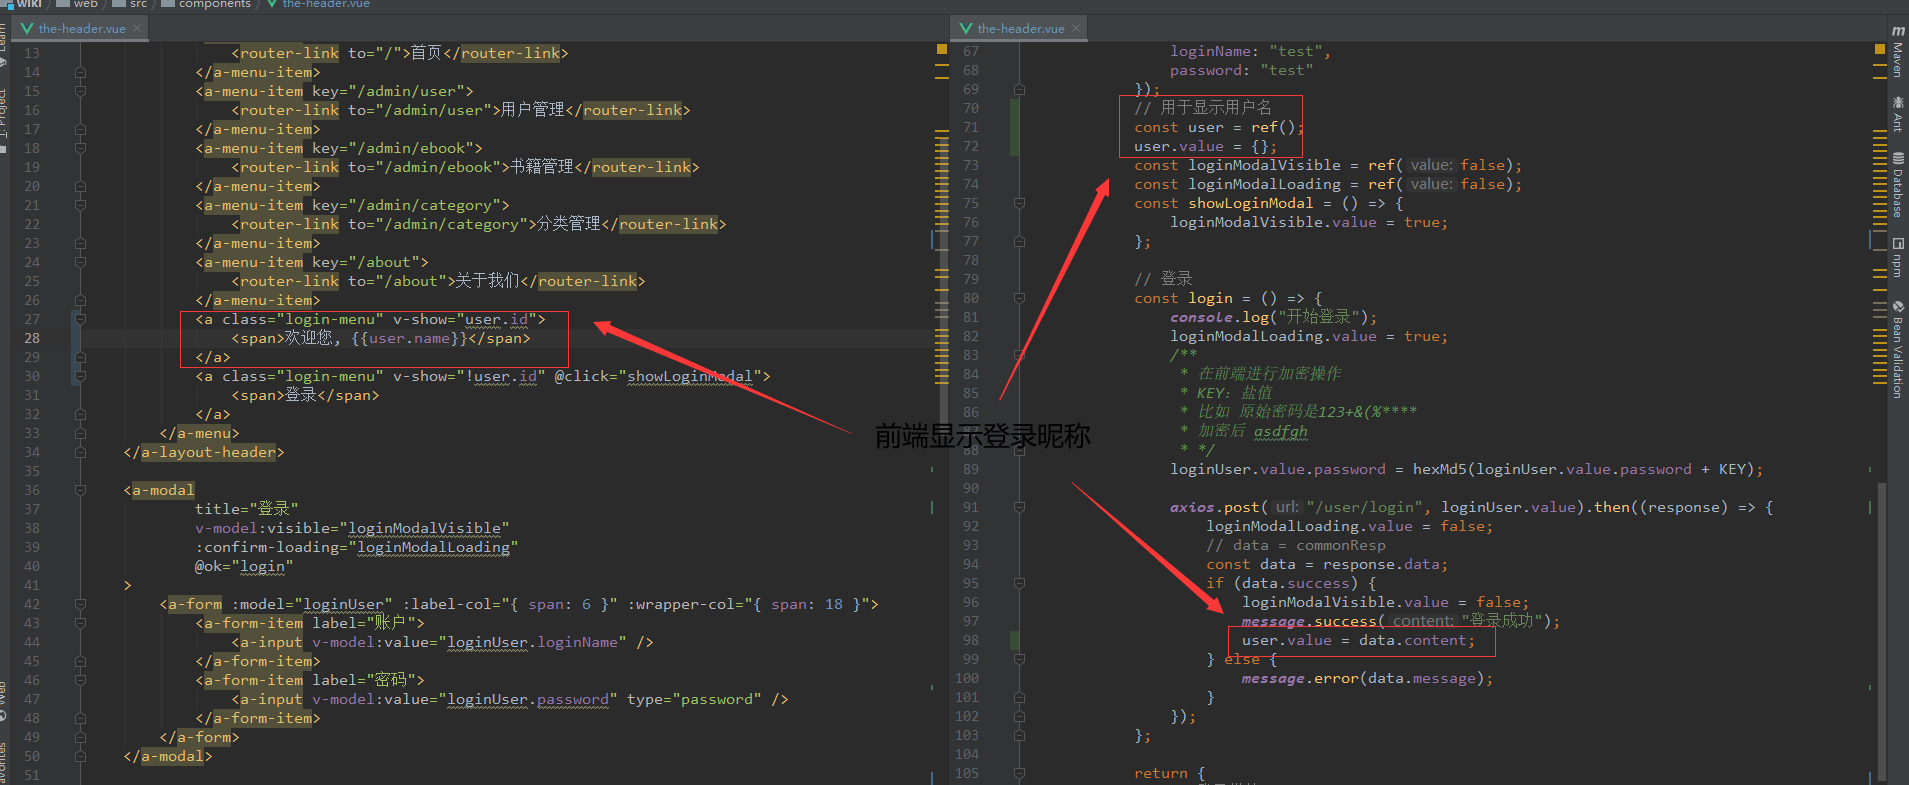 wiki web src components the-header.vue
the-header.vue
13 <router-link to="/">首页</router-link>
14 </a-menu-item>
15 <a-menu-item key="/admin/user">
16 <router-link to="/admin/user">用户管理</router-link>
17 </a-menu-item>
18 <a-menu-item key="/admin/ebook">
19 <router-link to="/admin/ebook">书籍管理</router-link>
20 </a-menu-item>
21 <a-menu-item key="/admin/category">
22 <router-link to="/admin/category">分类管理</router-link>
23 </a-menu-item>
24 <a-menu-item key="/about">
25 <router-link to="/about">关于我们</router-link>
26 </a-menu-item>
27 <a class="login-menu" v-show="user.id">
28 <span>欢迎您, {{user.name}}</span>
29 </a>
30 <a class="login-menu" v-show="!user.id" @click="showLoginModal">
31 <span>登录</span>
32 </a>
33 </a-menu>
34 </a-layout-header>
35
36 <a-modal
37 title="登录"
38 v-model:visible="loginModalVisible"
39 :confirm-loading="loginModalLoading"
40 @ok="login"
41 >
42 <a-form :model="loginUser" :label-col="{ span: 6 }" :wrapper-col="{ span: 18 }">
43 <a-form-item label="账户">
44 <a-input v-model:value="loginUser.loginName" />
45 </a-form-item>
46 <a-form-item label="密码">
47 <a-input v-model:value="loginUser.password" type="password" />
48 </a-form-item>
49 </a-form>
50 </a-modal>
51
前端显示登录昵称
the-header.vue
67 loginName: "test",
68 password: "test"
69 });
70 // 用于显示用户名
71 const user = ref();
72 user.value = {};
73 const loginModalVisible = ref( value: false);
74 const loginModalLoading = ref( value: false);
75 const showLoginModal = () => {
76 loginModalVisible.value = true;
77 };
78
79 // 登录
80 const login = () => {
81 console.log("开始登录");
82 loginModalLoading.value = true;
83 /**
84 * 在前端进行加密操作
85 * KEY: 盐值
86 * 比如 原始密码是123+&(%****
87 * 加密后 asdfgh
88 * */
89 loginUser.value.password = hexMd5(loginUser.value.password + KEY);
90
91 axios.post( url: "/user/login", loginUser.value).then((response) => {
92 loginModalLoading.value = false;
93 // data = commonResp
94 const data = response.data;
95 if (data.success) {
96 loginModalVisible.value = false;
97 message.success( content: "登录成功");
98 user.value = data.content;
99 } else {
100 message.error(data.message);
101 }
102 });
103 };
104
105 return {
Maven
Ant
Database
npm
Bean Validation